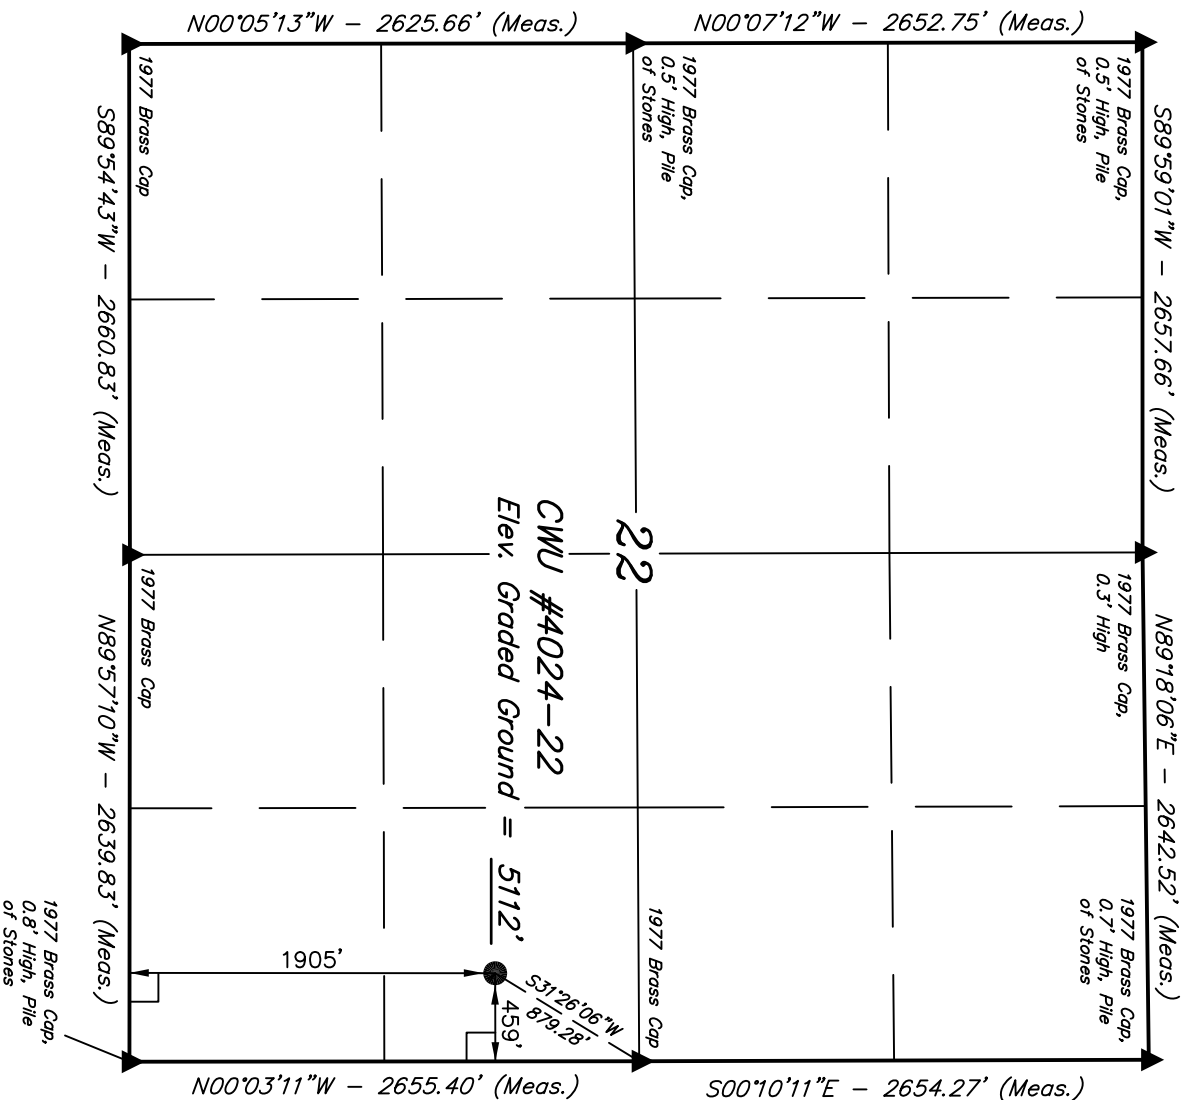 N00°05'13"W - 2625.66' (Meas.)
N00°07'12"W - 2652.75' (Meas.)
1977 Brass Cap
1977 Brass Cap,
0.5' High, Pile
of Stones
1977 Brass Cap,
0.5' High, Pile
of Stones
S89°59'01"W - 2657.66' (Meas.)
S89°54'43"W - 2660.83' (Meas.)
22
CWU #4024-22
Elev. Graded Ground = 5112'
1977 Brass Cap
1977 Brass Cap,
0.3' High
N89°18'06"E - 2642.52' (Meas.)
N89°57'10"W - 2639.83' (Meas.)
1977 Brass Cap,
0.7' High, Pile
of Stones
1977 Brass Cap
1905'
459'
S31°26'06"W
879.28'
1977 Brass Cap,
0.8' High, Pile
of Stones
N00°03'11"W - 2655.40' (Meas.)
S00°10'11"E - 2654.27' (Meas.)